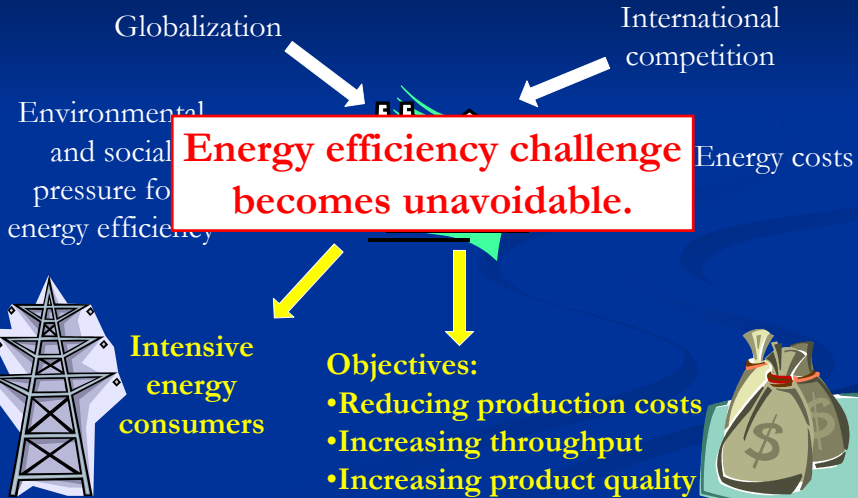 Globalization
International
competition
Environmental
and social
pressure fo
energy efficiency
Energy efficiency challenge
becomes unavoidable.
Energy costs
Intensive
energy
consumers
Objectives:
•Reducing production costs
•Increasing throughput
•Increasing product quality
$
$